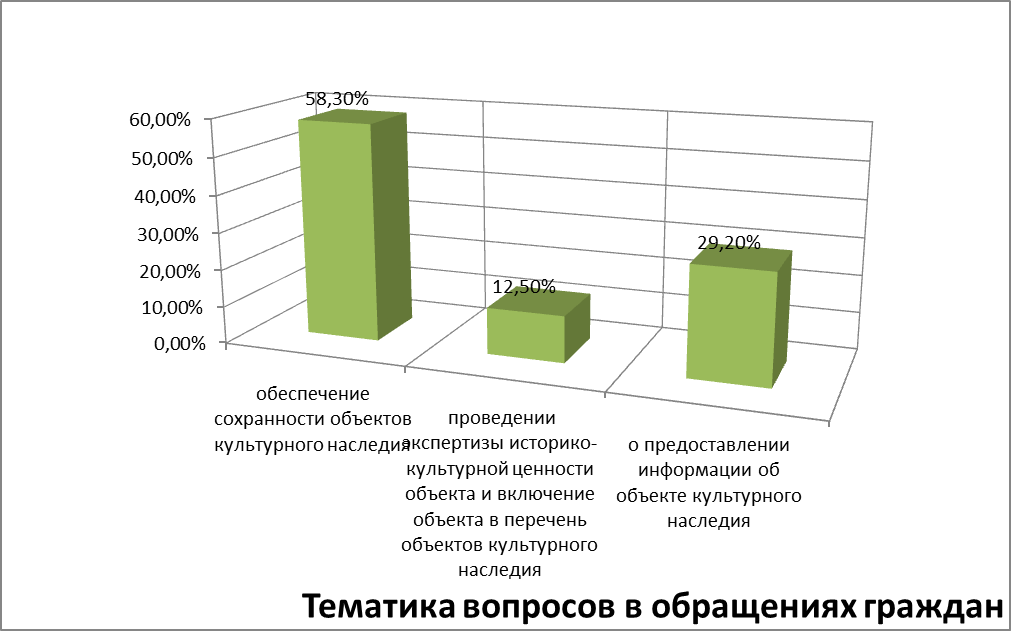 58,30%
60,00%
50,00%
40,00%
30,00%
20,00%
10,00%
0,00%
29,20%
12,50%
обеспечение
сохранности объектов
культурного наследия
проведении
экспертизы историко-
культурной ценности
объекта и включение
объекта в перечень
объектов культурного
наследия
о предоставлении
информации об
объекте культурного
наследия
Тематика вопросов в обращениях граждан